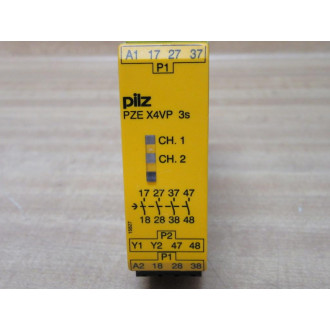 A1 17 27 37
P1
pilz
PZE X4VP 3s
CH. 1
CH. 2
17 27 37 47
18 28 38 48
P2
Y1 Y2 47 48
P1
A2 18 28 38